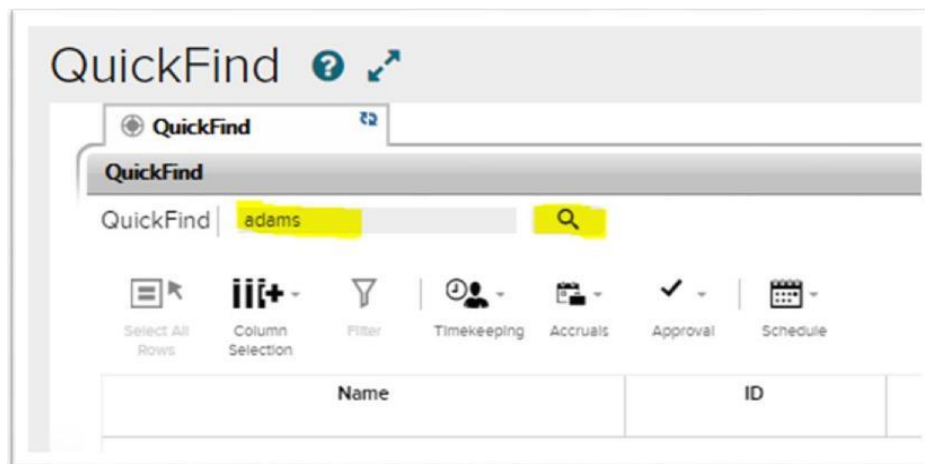 QuickFind
QuickFind
QuickFind
QuickFind adams
Select All Rows
Column Selection
Filter
Timekeeping
Accruals
Approval
Schedule
Name ID